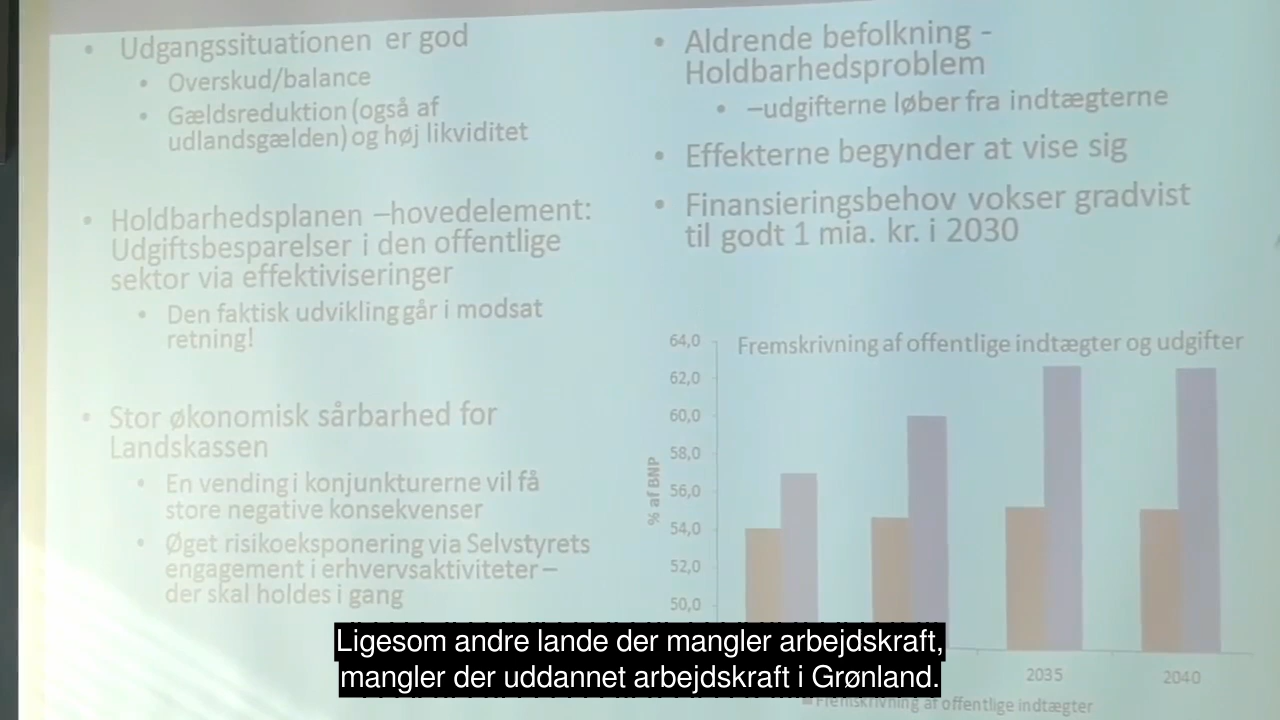 • Udgangssituationen er god
• Overskud/balance
• Gældsreduktion (også af
udlandsgælden) og høj likviditet
• Holdbarhedsplanen –hovedelement:
Udgiftsbesparelser i den offentlige
sektor via effektiviseringer
• Den faktisk udvikling går i modsat
retning!
• Stor økonomisk sårbarhed for
Landskassen
• En vending i konjunkturerne vil få
store negative konsekvenser
• Øget risikoeksponering via Selvstyrets
engagement i erhvervsaktiviteter –
der skal holdes i gang
• Aldrende befolkning -
Holdbarhedsproblem
• –udgifterne løber fra indtægterne
• Effekterne begynder at vise sig
• Finansieringsbehov vokser gradvist
til godt 1 mia. kr. i 2030
Fremskrivning af offentlige indtægter og udgifter
% af BNP
64,0
62,0
60,0
58,0
56,0
54,0
52,0
50,0
2035 2040
Fremskrivning af offentlige indtægter
Ligesom andre lande der mangler arbejdskraft,
mangler der uddannet arbejdskraft i Grønland.